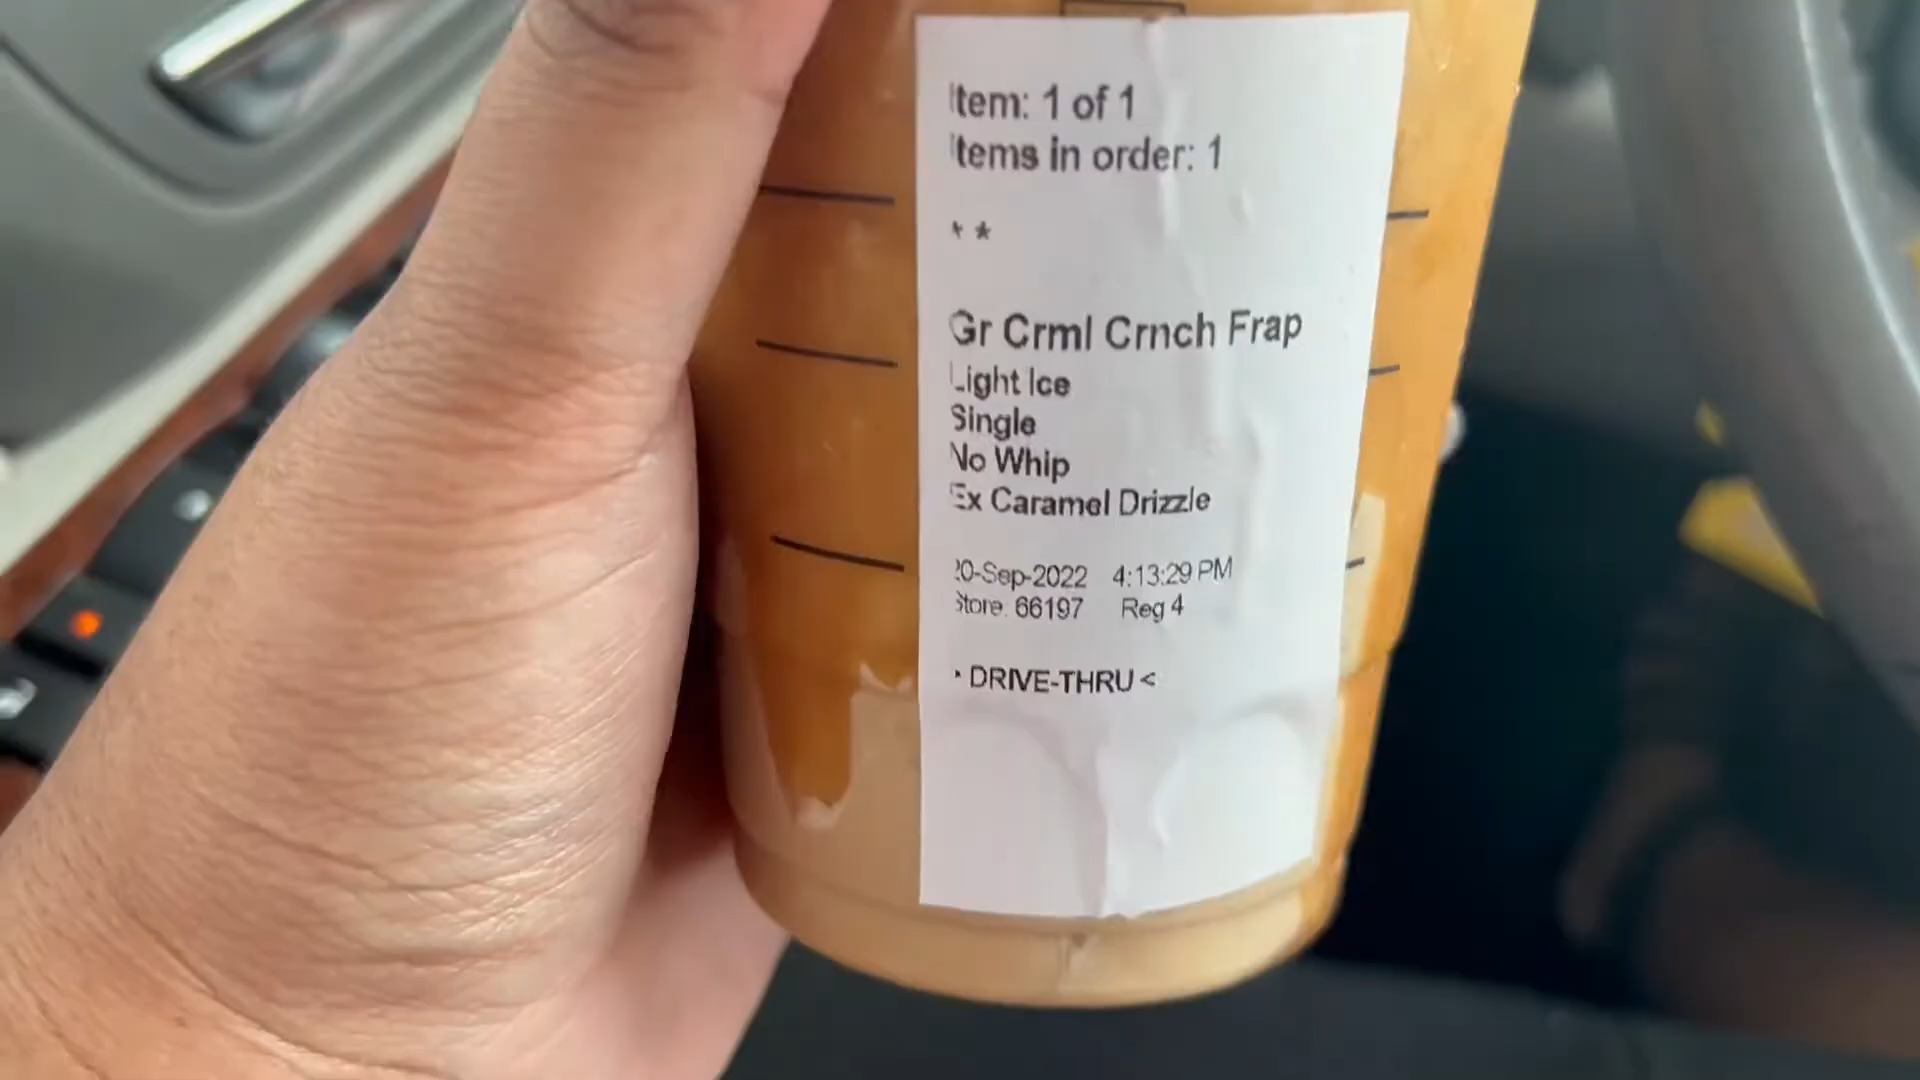 Item: 1 of 1
Items in order: 1
* *
Gr Crml Crnch Frap
Light Ice
Single
No Whip
Ex Caramel Drizzle
20-Sep-2022 4:13:29 PM
Store: 66197 Reg 4
> DRIVE-THRU <